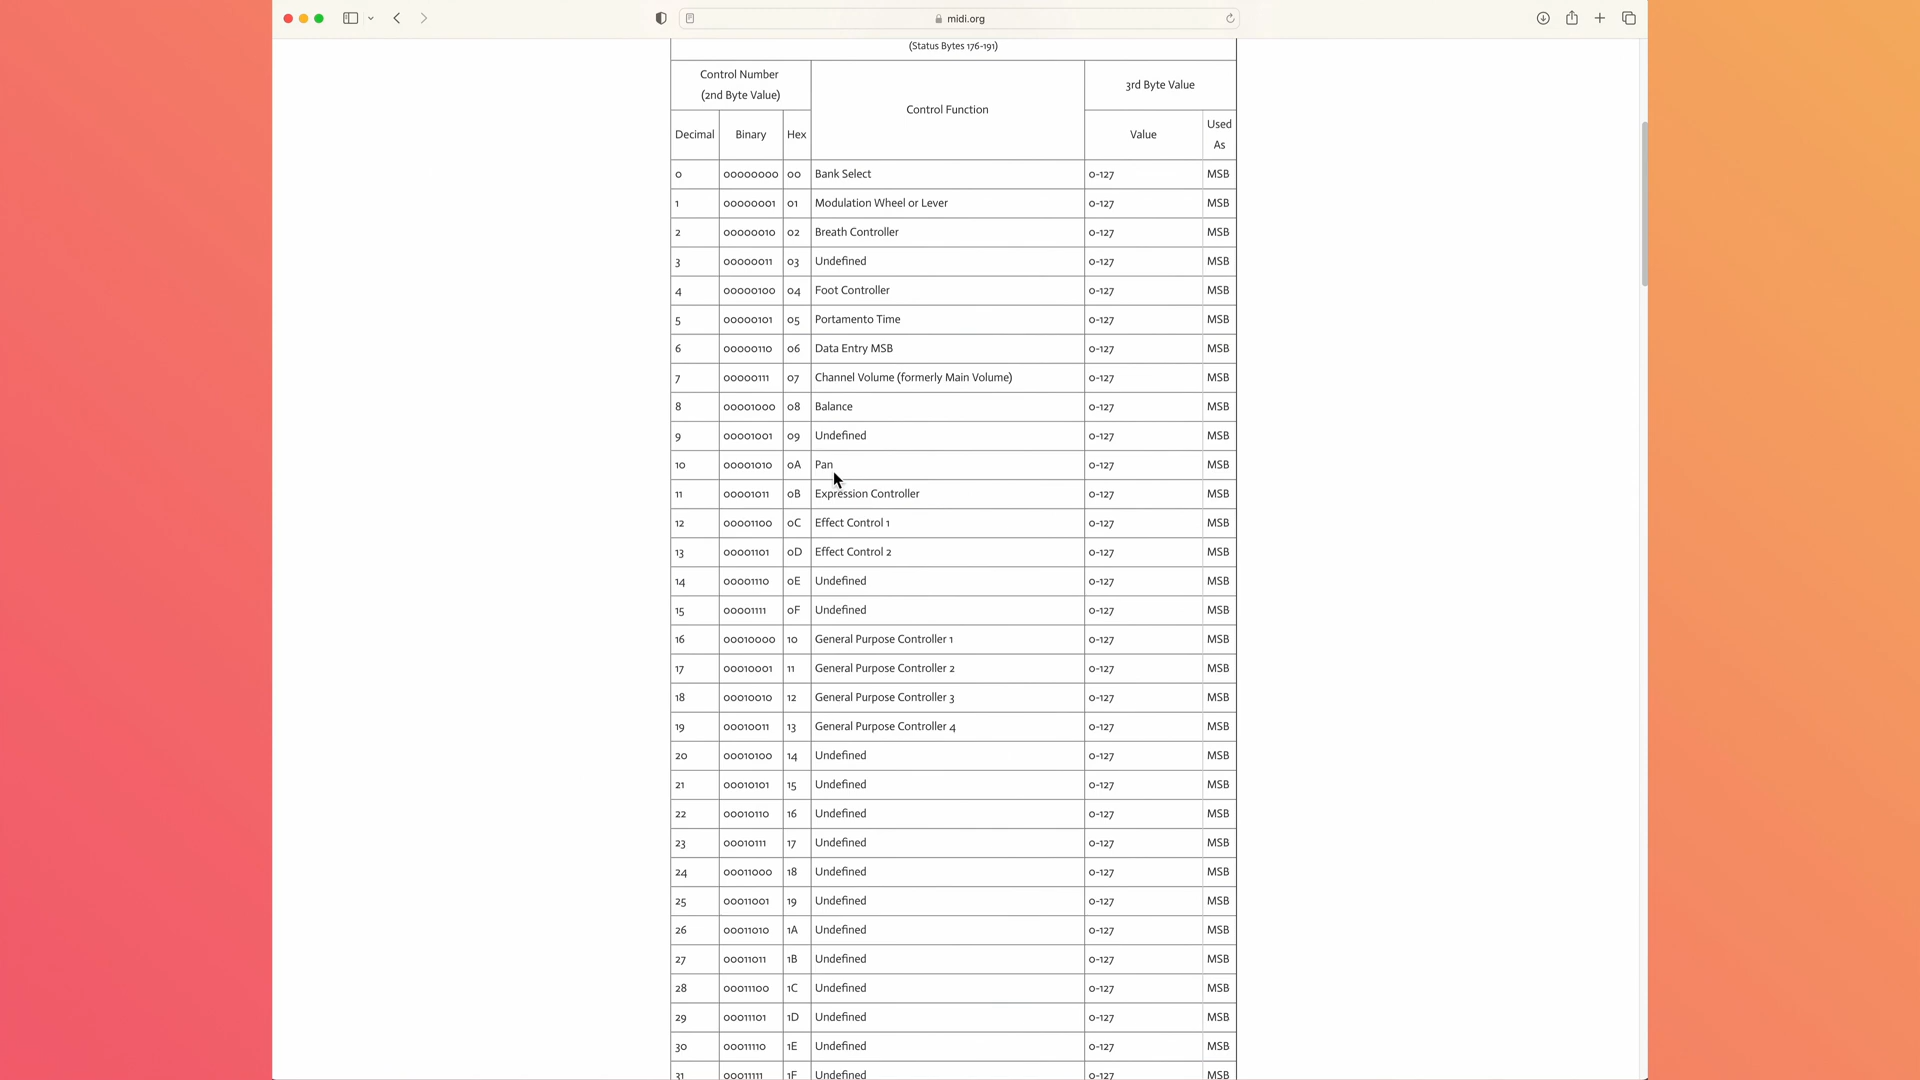 midi.org
(Status Bytes 176-191)
Control Number
(2nd Byte Value)
Control Function
3rd Byte Value
Decimal Binary Hex Value Used As
0 00000000 00 Bank Select 0-127 MSB
1 00000001 01 Modulation Wheel or Lever 0-127 MSB
2 00000010 02 Breath Controller 0-127 MSB
3 00000011 03 Undefined 0-127 MSB
4 00000100 04 Foot Controller 0-127 MSB
5 00000101 05 Portamento Time 0-127 MSB
6 00000110 06 Data Entry MSB 0-127 MSB
7 00000111 07 Channel Volume (formerly Main Volume) 0-127 MSB
8 00001000 08 Balance 0-127 MSB
9 00001001 09 Undefined 0-127 MSB
10 00001010 0A Pan 0-127 MSB
11 00001011 0B Expression Controller 0-127 MSB
12 00001100 0C Effect Control 1 0-127 MSB
13 00001101 0D Effect Control 2 0-127 MSB
14 00001110 0E Undefined 0-127 MSB
15 00001111 0F Undefined 0-127 MSB
16 00010000 10 General Purpose Controller 1 0-127 MSB
17 00010001 11 General Purpose Controller 2 0-127 MSB
18 00010010 12 General Purpose Controller 3 0-127 MSB
19 00010011 13 General Purpose Controller 4 0-127 MSB
20 00010100 14 Undefined 0-127 MSB
21 00010101 15 Undefined 0-127 MSB
22 00010110 16 Undefined 0-127 MSB
23 00010111 17 Undefined 0-127 MSB
24 00011000 18 Undefined 0-127 MSB
25 00011001 19 Undefined 0-127 MSB
26 00011010 1A Undefined 0-127 MSB
27 00011011 1B Undefined 0-127 MSB
28 00011100 1C Undefined 0-127 MSB
29 00011101 1D Undefined 0-127 MSB
30 00011110 1E Undefined 0-127 MSB
31 00011111 1F Undefined 0-127 MSB